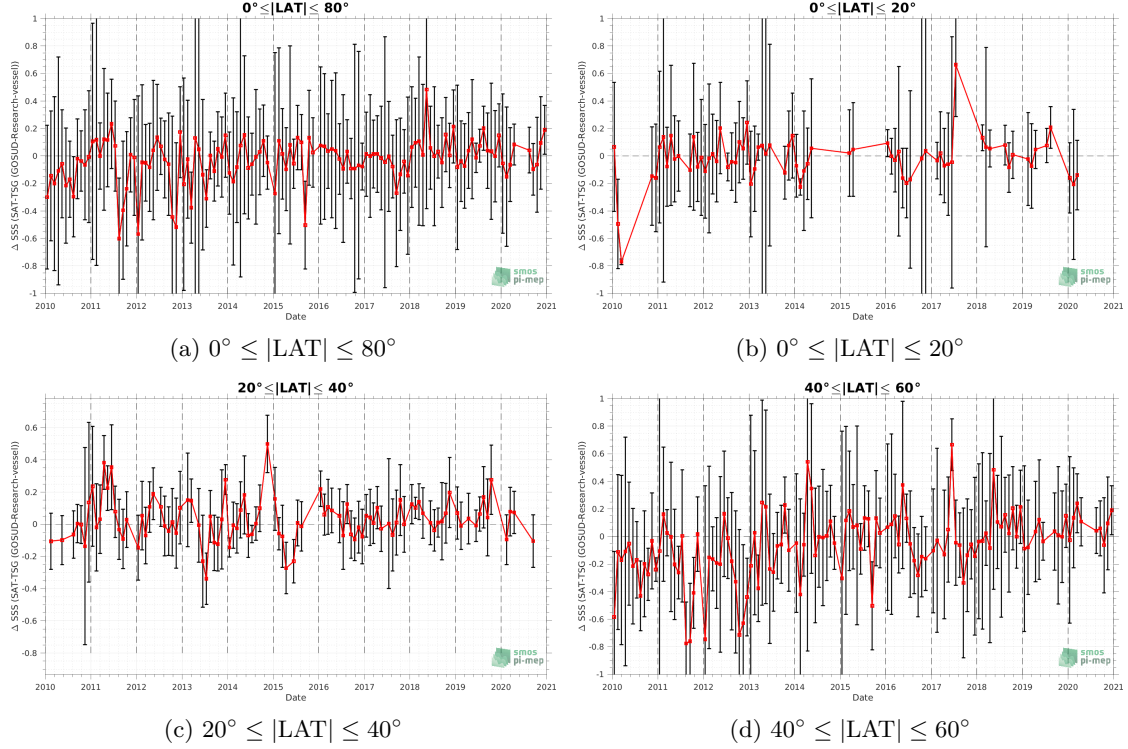 0°≤|LAT|≤ 80°
Δ SSS (SAT-TSG (GOSUD-Research-vessel))
1
0.8
0.6
0.4
0.2
0
-0.2
-0.4
-0.6
-0.8
-1
2010 2011 2012 2013 2014 2015 2016 2017 2018 2019 2020 2021
Date
smos
pi-mep
(a) 0° ≤ |LAT| ≤ 80°
0°≤|LAT|≤ 20°
Δ SSS (SAT-TSG (GOSUD-Research-vessel))
1
0.8
0.6
0.4
0.2
0
-0.2
-0.4
-0.6
-0.8
-1
2010 2011 2012 2013 2014 2015 2016 2017 2018 2019 2020 2021
Date
smos
pi-mep
(b) 0° ≤ |LAT| ≤ 20°
20°≤|LAT|≤ 40°
Δ SSS (SAT-TSG (GOSUD-Research-vessel))
0.6
0.4
0.2
0
-0.2
-0.4
-0.6
-0.8
2010 2011 2012 2013 2014 2015 2016 2017 2018 2019 2020 2021
Date
smos
pi-mep
(c) 20° ≤ |LAT| ≤ 40°
40°≤|LAT|≤ 60°
Δ SSS (SAT-TSG (GOSUD-Research-vessel))
1
0.8
0.6
0.4
0.2
0
-0.2
-0.4
-0.6
-0.8
-1
2010 2011 2012 2013 2014 2015 2016 2017 2018 2019 2020 2021
Date
smos
pi-mep
(d) 40° ≤ |LAT| ≤ 60°